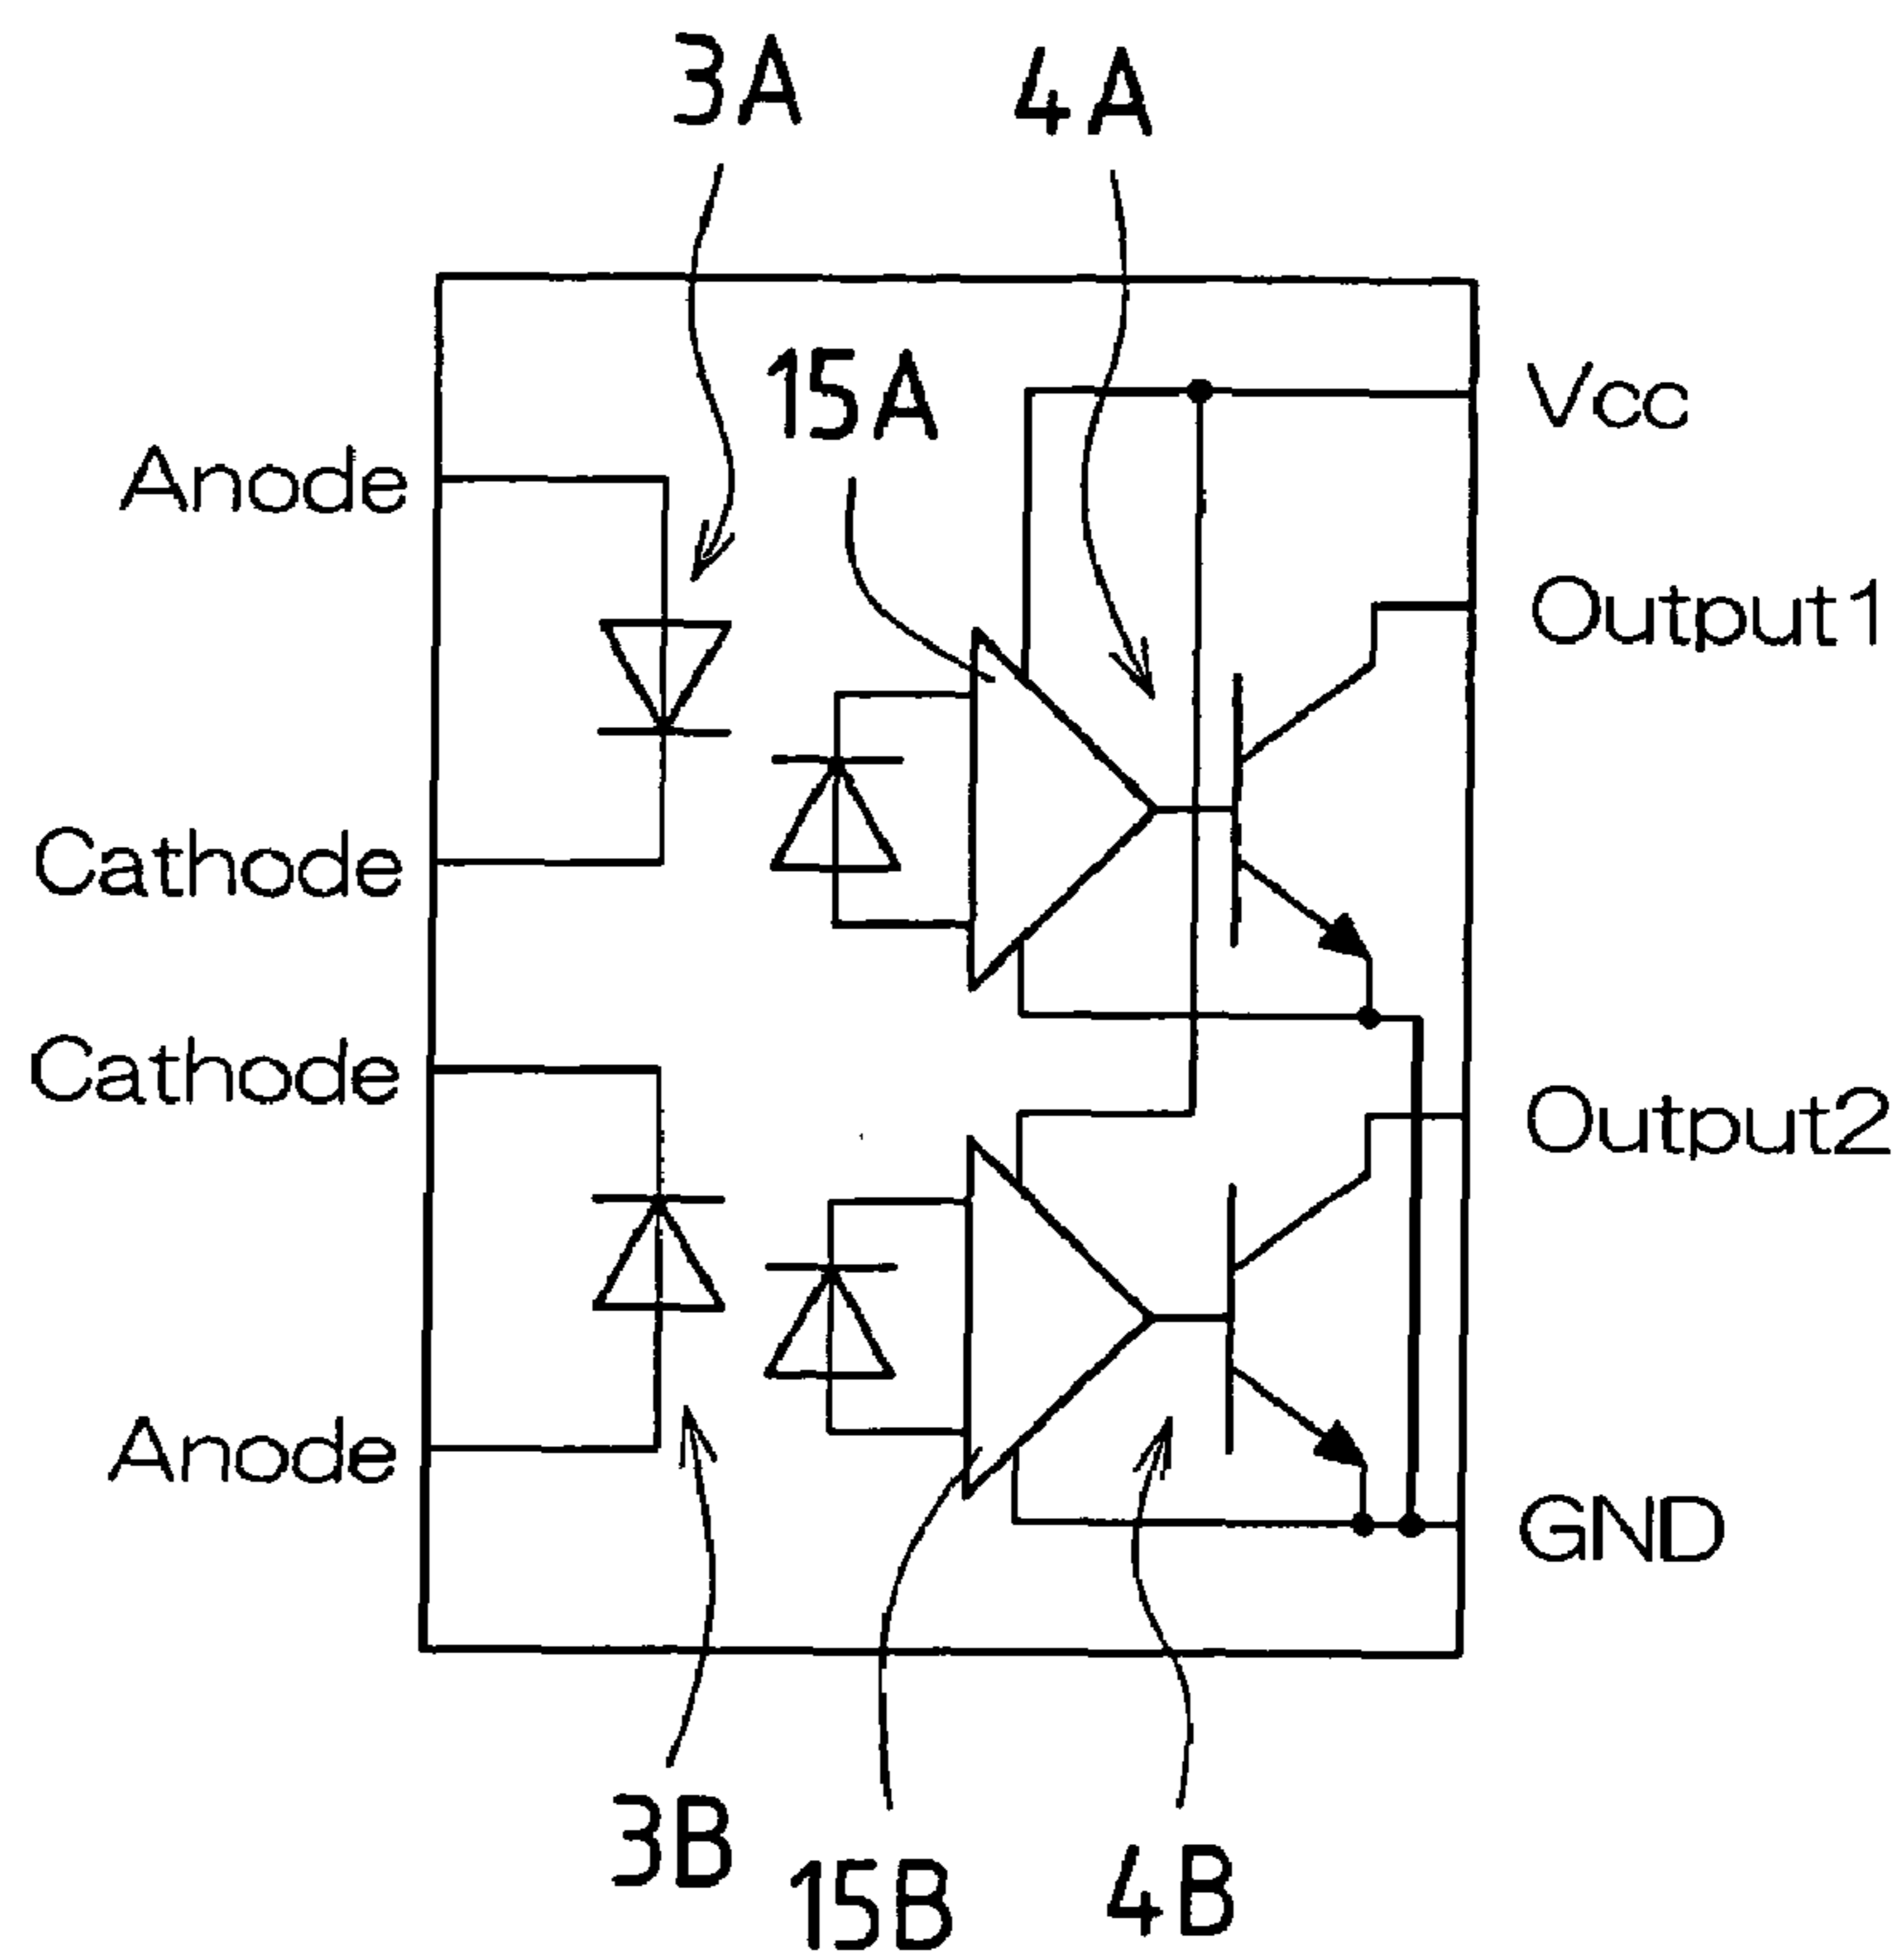 3A 4A
15A
Vcc
Anode
Output1
Cathode
Cathode
Output2
Anode
GND
3B
15B
4B